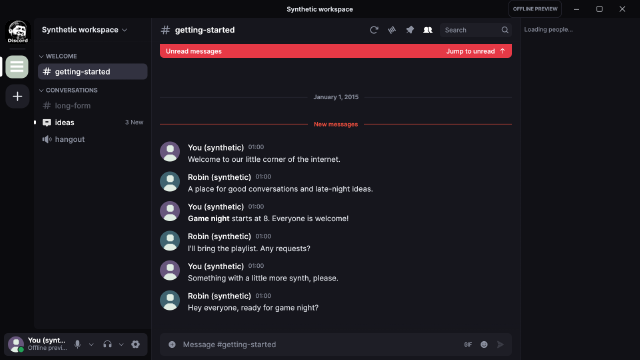 Synthetic workspace
OFFLINE PREVIEW
Discord
Synthetic workspace
WELCOME
getting-started
CONVERSATIONS
long-form
ideas
3 New
hangout
You (synt...
Offline previ...
# getting-started
Search
Unread messages
Jump to unread
January 1, 2015
New messages
You (synthetic) 01:00
Welcome to our little corner of the internet.
Robin (synthetic) 01:00
A place for good conversations and late-night ideas.
You (synthetic) 01:00
Game night starts at 8. Everyone is welcome!
Robin (synthetic) 01:00
I'll bring the playlist. Any requests?
You (synthetic) 01:00
Something with a little more synth, please.
Robin (synthetic) 01:00
Hey everyone, ready for game night?
Message #getting-started
GIF
Loading people...